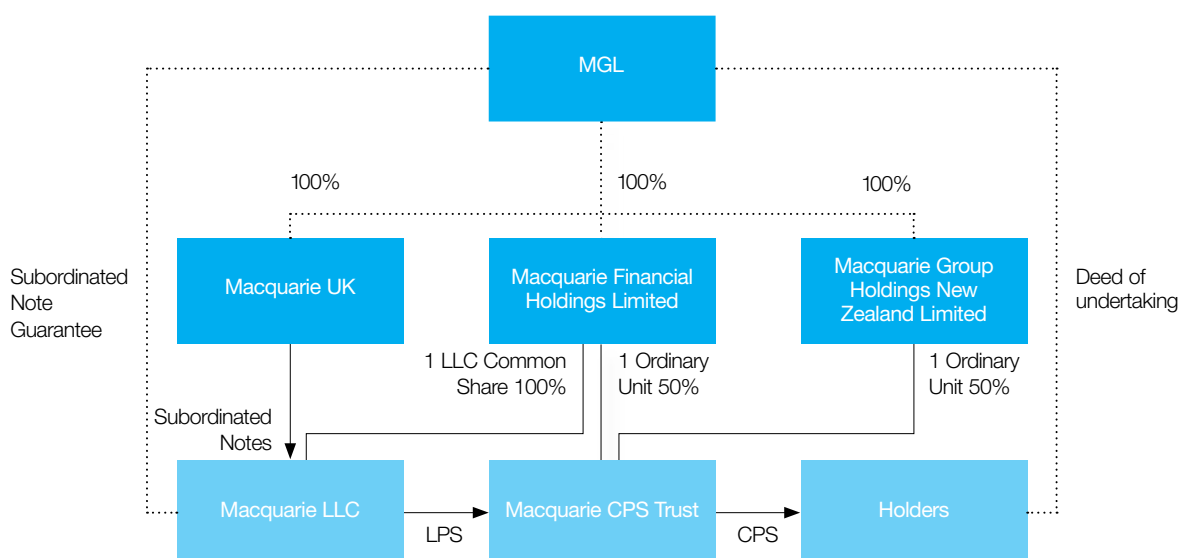 MGL
100%
100%
100%
Subordinated
Note
Guarantee
Macquarie UK
Macquarie Financial
Holdings Limited
Macquarie Group
Holdings New
Zealand Limited
Deed of
undertaking
1 LLC Common
Share 100%
1 Ordinary
Unit 50%
1 Ordinary
Unit 50%
Subordinated
Notes
Macquarie LLC
LPS
Macquarie CPS Trust
CPS
Holders